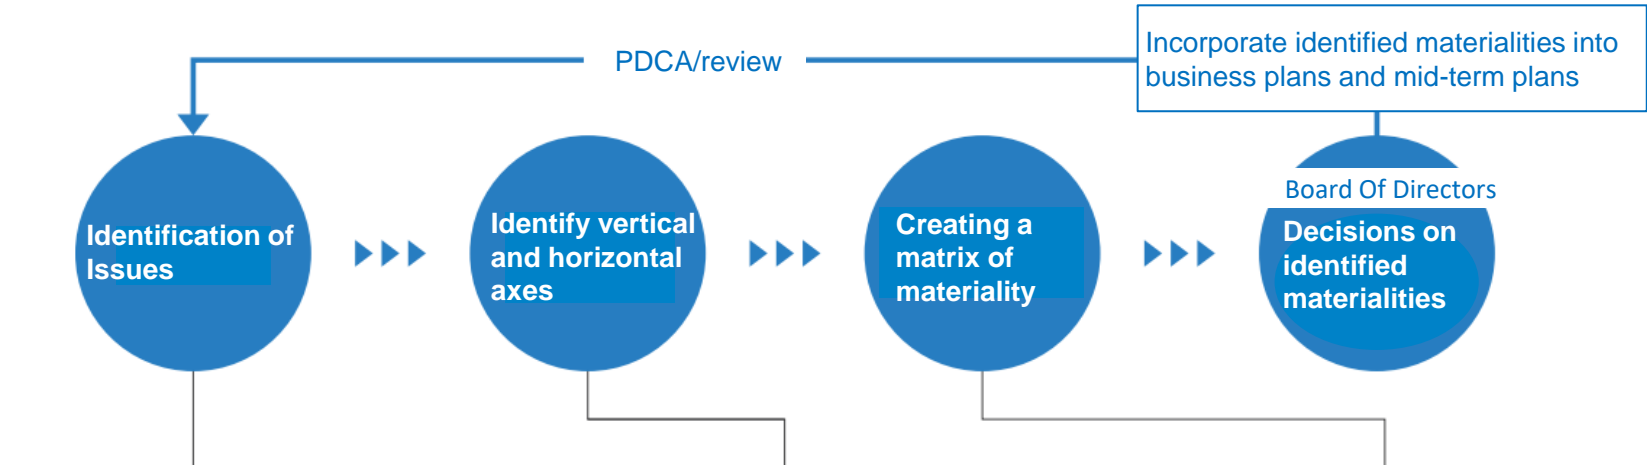 PDCA/review
Incorporate identified materialities into
business plans and mid-term plans
Identification of
Issues
Identify vertical
and horizontal
axes
Creating a
matrix of
materiality
Board Of Directors
Decisions on
identified
materialities